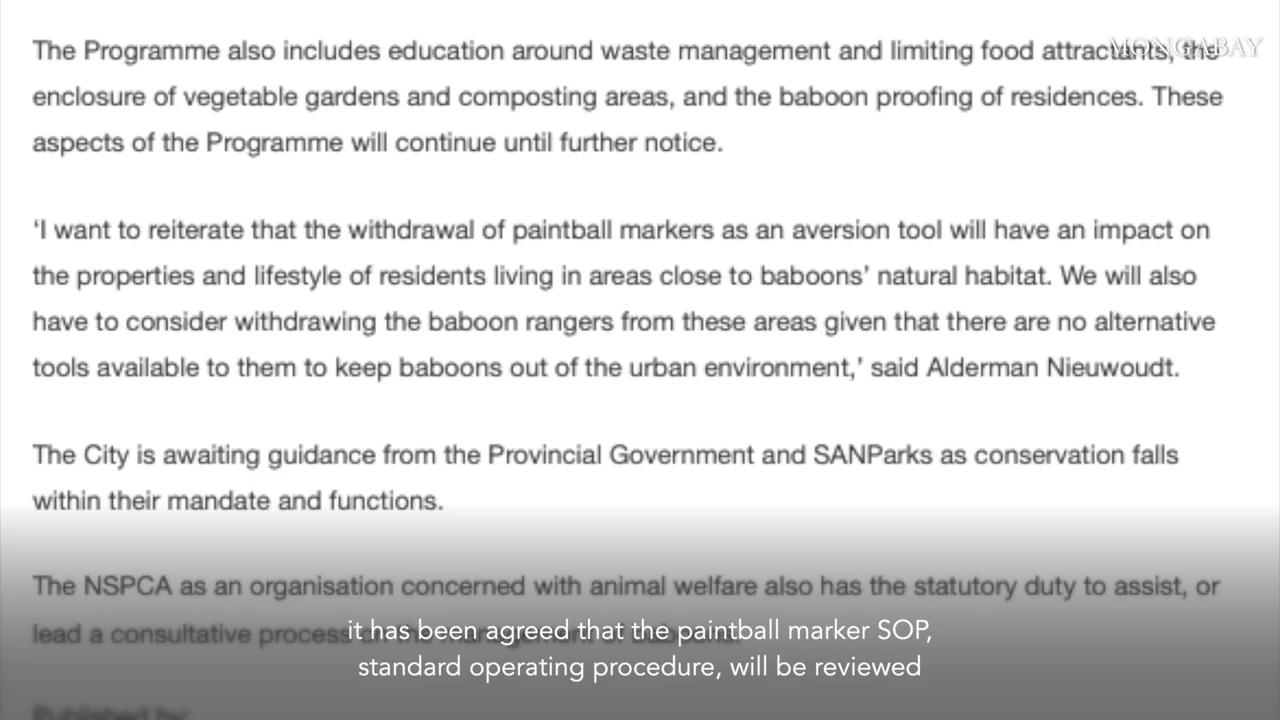 MONGABAY
The Programme also includes education around waste management and limiting food attractants, the
enclosure of vegetable gardens and composting areas, and the baboon proofing of residences. These
aspects of the Programme will continue until further notice.
‘I want to reiterate that the withdrawal of paintball markers as an aversion tool will have an impact on
the properties and lifestyle of residents living in areas close to baboons’ natural habitat. We will also
have to consider withdrawing the baboon rangers from these areas given that there are no alternative
tools available to them to keep baboons out of the urban environment,’ said Alderman Nieuwoudt.
The City is awaiting guidance from the Provincial Government and SANParks as conservation falls
within their mandate and functions.
The NSPCA as an organisation concerned with animal welfare also has the statutory duty to assist, or
lead a consultative process
it has been agreed that the paintball marker SOP,
standard operating procedure, will be reviewed
Published by: